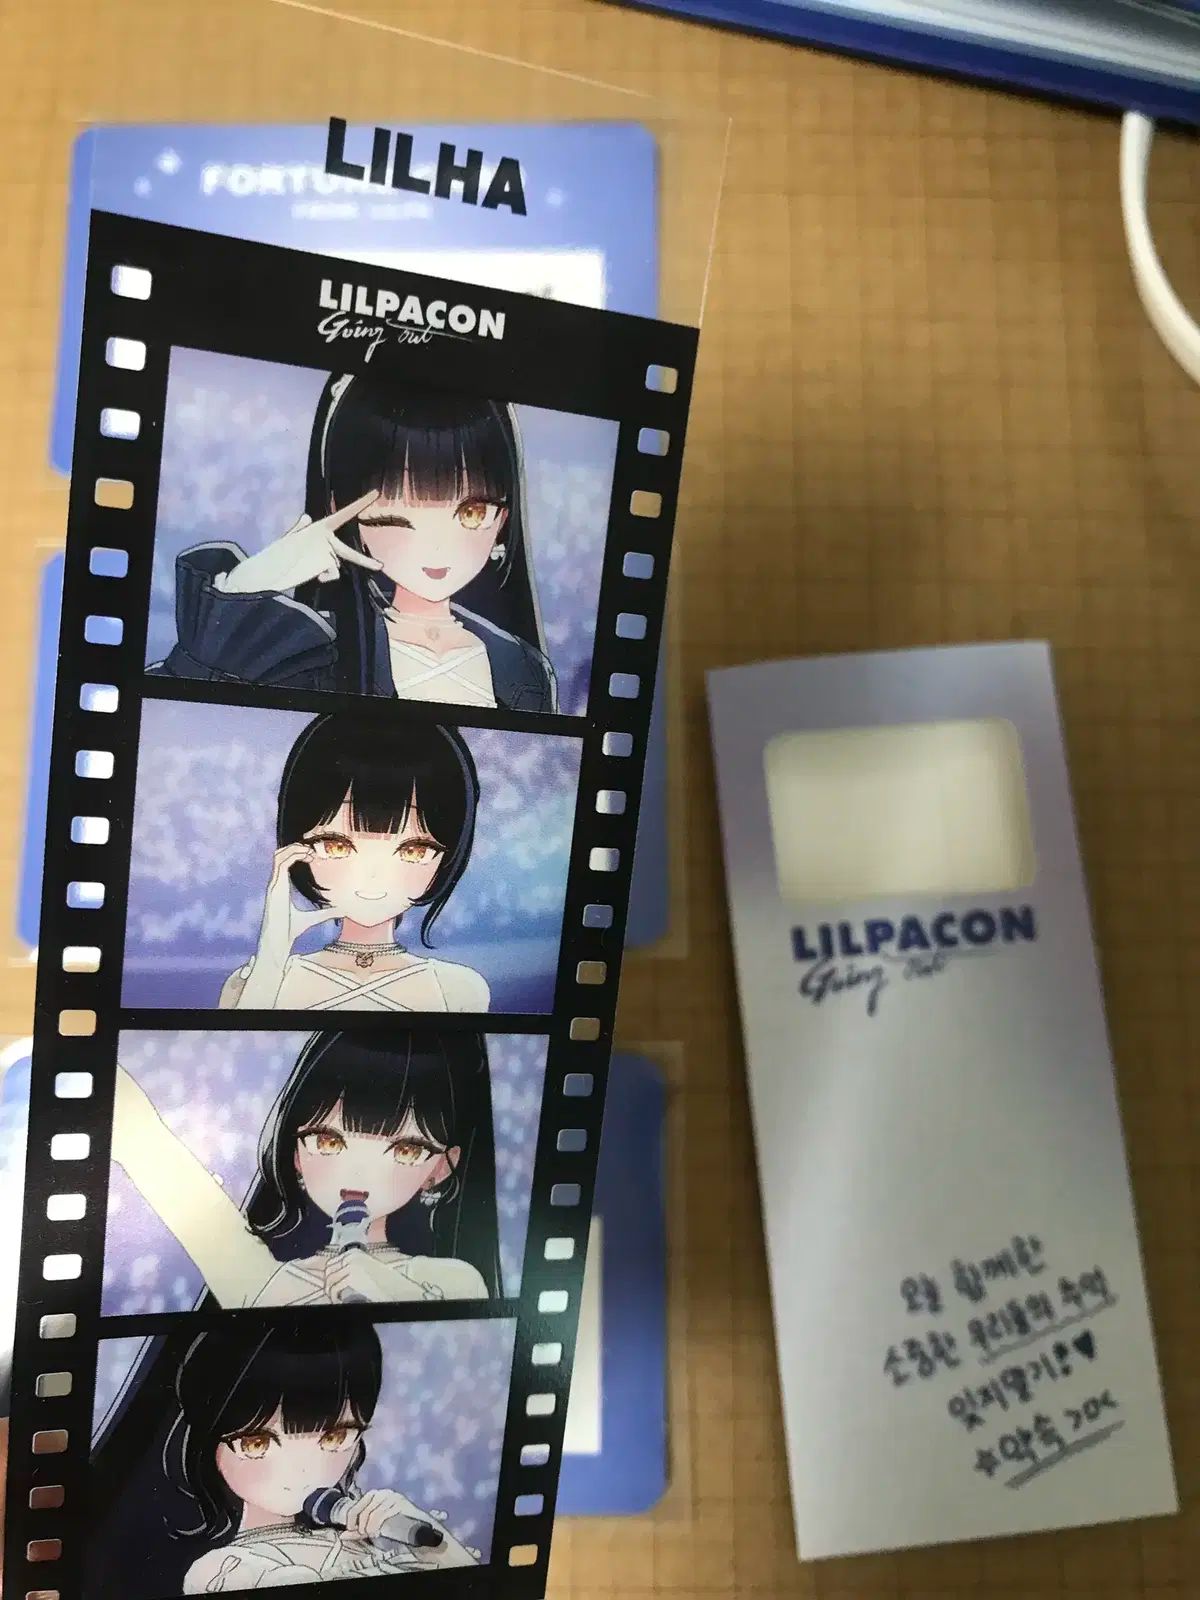 LILHA
FORTUN
LILPACON
Going out
LILPACON
Going out
오늘 함께한
소중한 우리들의 추억
잊지말기!♥
☆약속 >o<